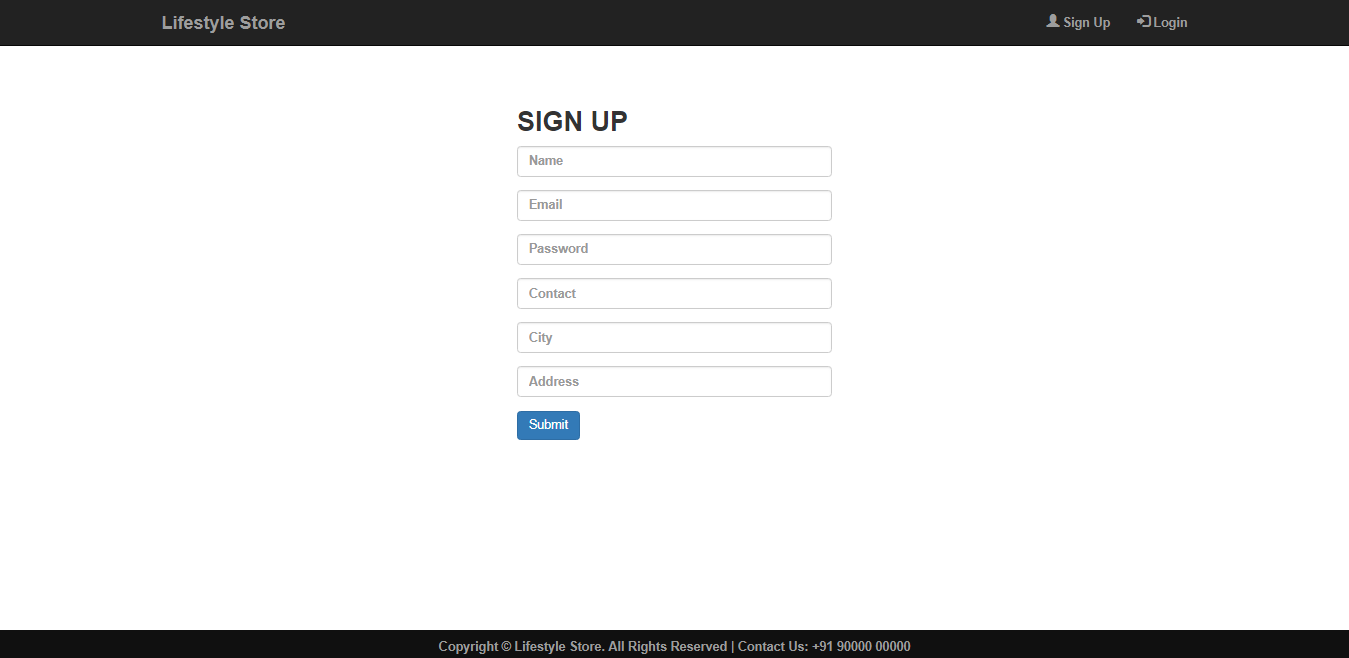 Lifestyle Store Sign Up Login
SIGN UP
Name
Email
Password
Contact
City
Address
Submit
Copyright © Lifestyle Store. All Rights Reserved | Contact Us: +91 90000 00000